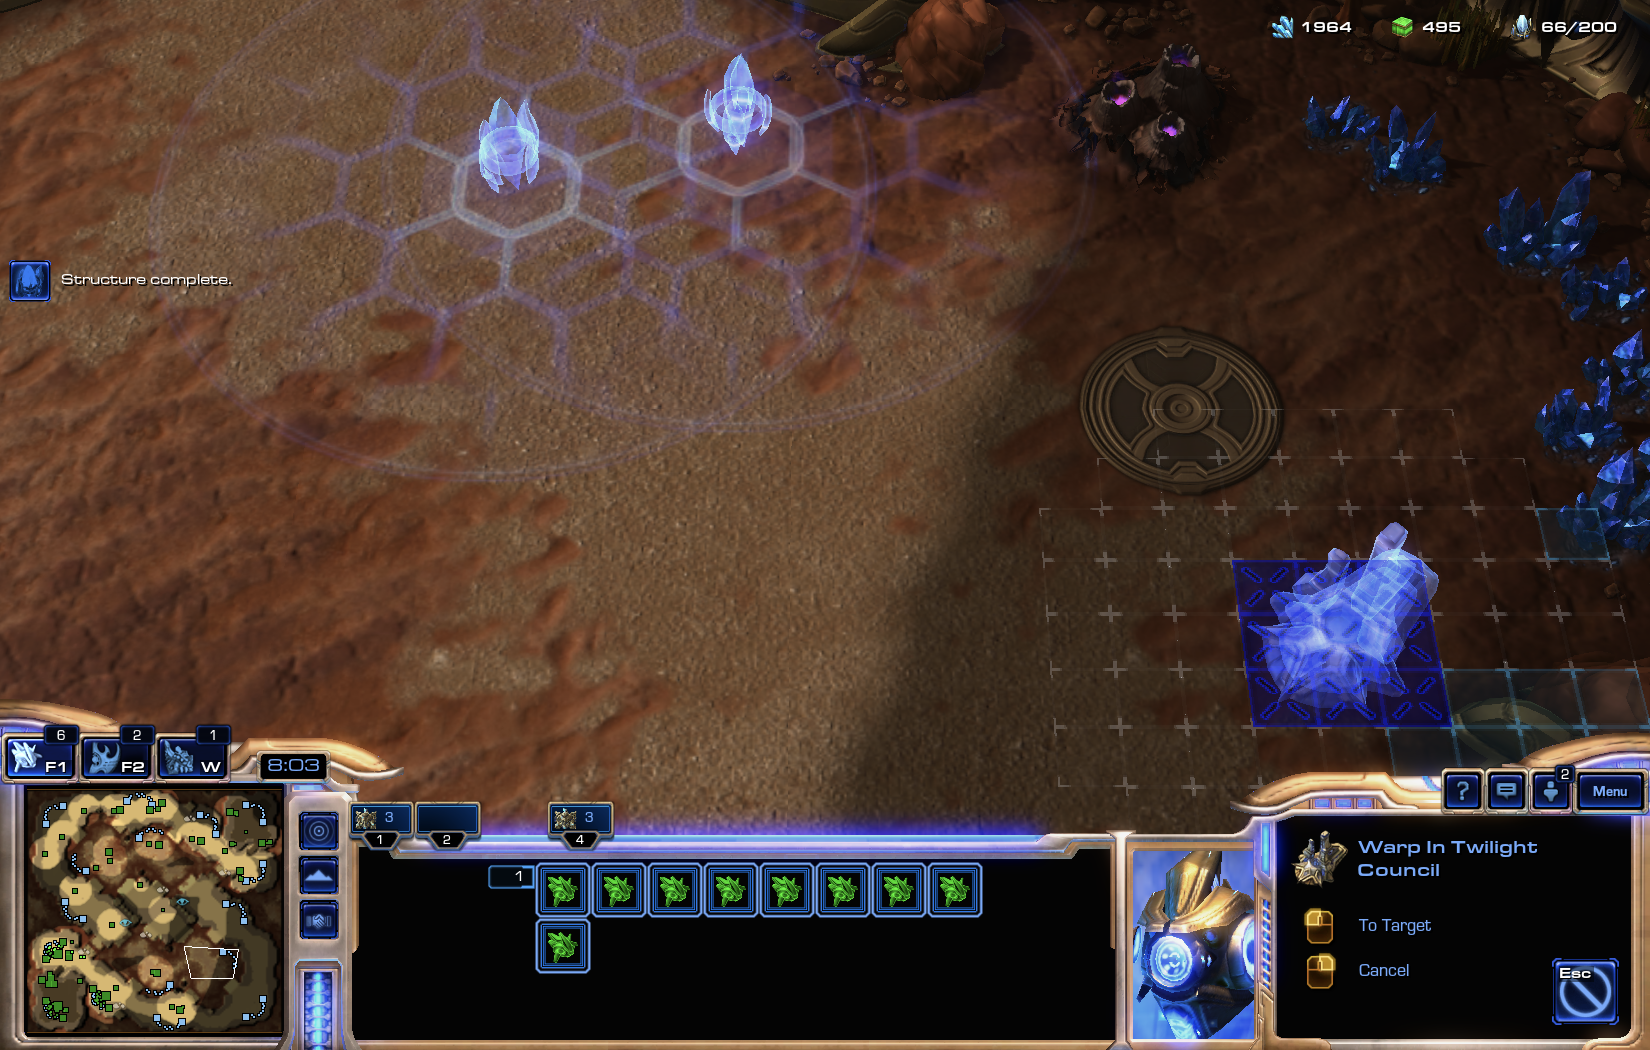 1964 495 66/200
Structure complete.
6 2 1
F1 F2 W
8:03
3 3
1 2 4
1
2
? Menu
Warp In Twilight
Council
To Target
Cancel
Esc